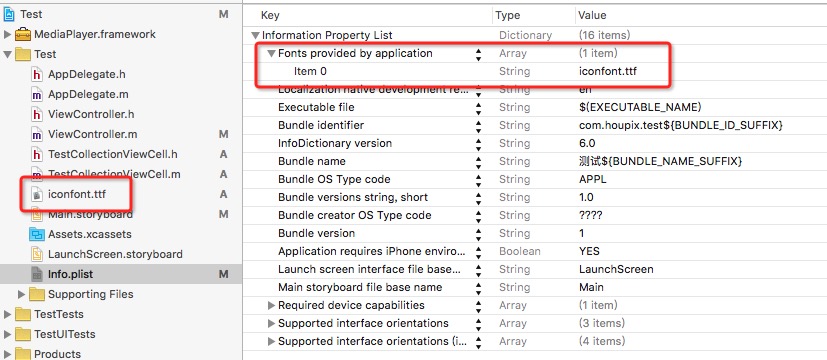 Test M
MediaPlayer.framework
Test
AppDelegate.h
AppDelegate.m
ViewController.h
ViewController.m M
TestCollectionViewCell.h A
TestCollectionViewCell.m A
iconfont.ttf A
Main.storyboard M
Assets.xcassets
LaunchScreen.storyboard
Info.plist M
Supporting Files
TestTests
TestUITests
Products
Key Type Value
Information Property List Dictionary (16 items)
Fonts provided by application Array (1 item)
Item 0 String iconfont.ttf
Localization native development re... String en
Executable file String $(EXECUTABLE_NAME)
Bundle identifier String com.houpix.test${BUNDLE_ID_SUFFIX}
InfoDictionary version String 6.0
Bundle name String 测试${BUNDLE_NAME_SUFFIX}
Bundle OS Type code String APPL
Bundle versions string, short String 1.0
Bundle creator OS Type code String ????
Bundle version String 1
Application requires iPhone enviro... Boolean YES
Launch screen interface file base... String LaunchScreen
Main storyboard file base name String Main
Required device capabilities Array (1 item)
Supported interface orientations Array (3 items)
Supported interface orientations (i... Array (4 items)